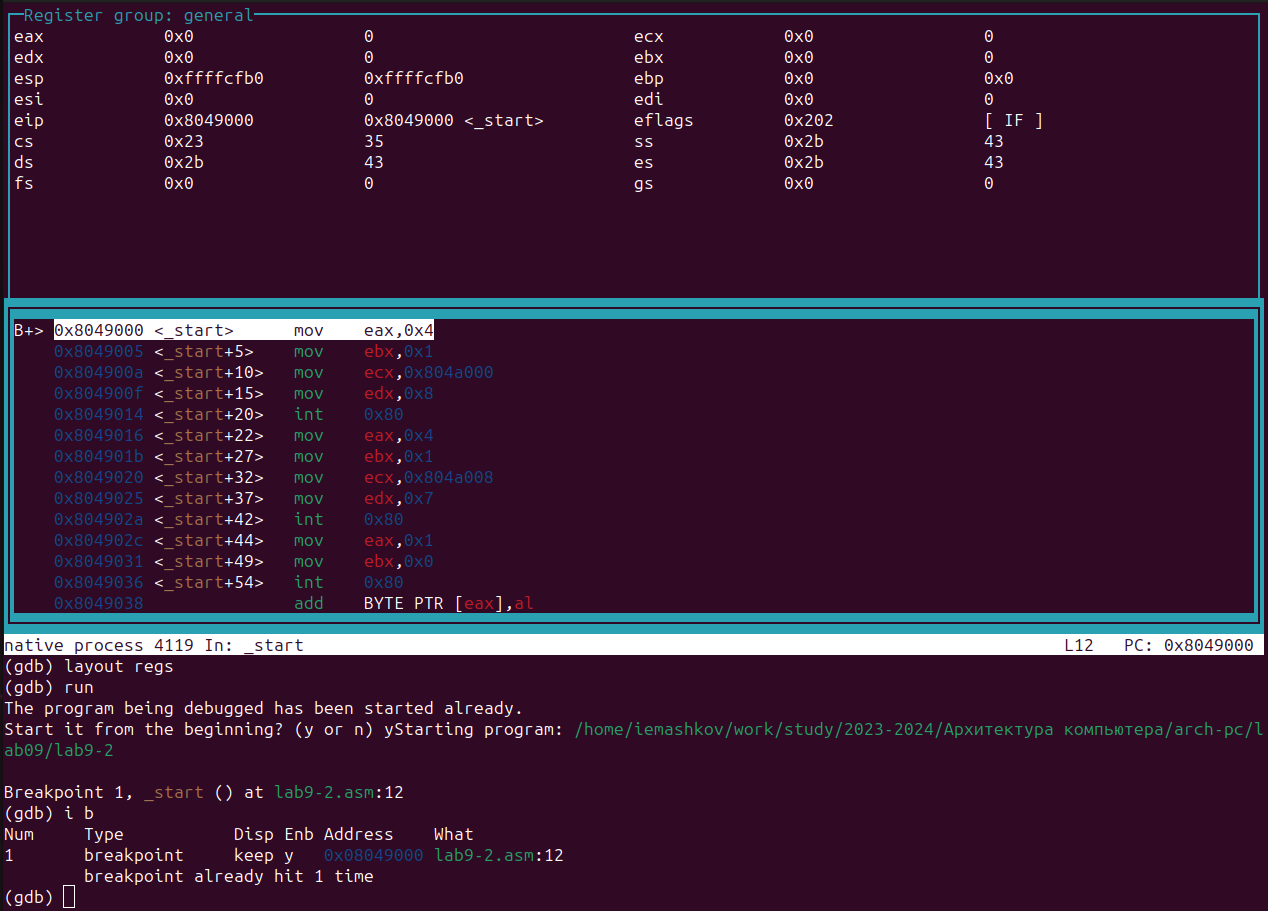 Register group: general
eax 0x0 0 ecx 0x0 0
edx 0x0 0 ebx 0x0 0
esp 0xffffcfb0 0xffffcfb0 ebp 0x0 0x0
esi 0x0 0 edi 0x0 0
eip 0x8049000 0x8049000 <_start> eflags 0x202 [ IF ]
cs 0x23 35 ss 0x2b 43
ds 0x2b 43 es 0x2b 43
fs 0x0 0 gs 0x0 0
B+> 0x8049000 <_start> mov eax,0x4
0x8049005 <_start+5> mov ebx,0x1
0x804900a <_start+10> mov ecx,0x804a000
0x804900f <_start+15> mov edx,0x8
0x8049014 <_start+20> int 0x80
0x8049016 <_start+22> mov eax,0x4
0x804901b <_start+27> mov ebx,0x1
0x8049020 <_start+32> mov ecx,0x804a008
0x8049025 <_start+37> mov edx,0x7
0x804902a <_start+42> int 0x80
0x804902c <_start+44> mov eax,0x1
0x8049031 <_start+49> mov ebx,0x0
0x8049036 <_start+54> int 0x80
0x8049038 add BYTE PTR [eax],al
native process 4119 In: _start L12 PC: 0x8049000
(gdb) layout regs
(gdb) run
The program being debugged has been started already.
Start it from the beginning? (y or n) yStarting program: /home/iemashkov/work/study/2023-2024/Архитектура компьютера/arch-pc/l
ab09/lab9-2
Breakpoint 1, _start () at lab9-2.asm:12
(gdb) i b
Num Type Disp Enb Address What
1 breakpoint keep y 0x08049000 lab9-2.asm:12
breakpoint already hit 1 time
(gdb)